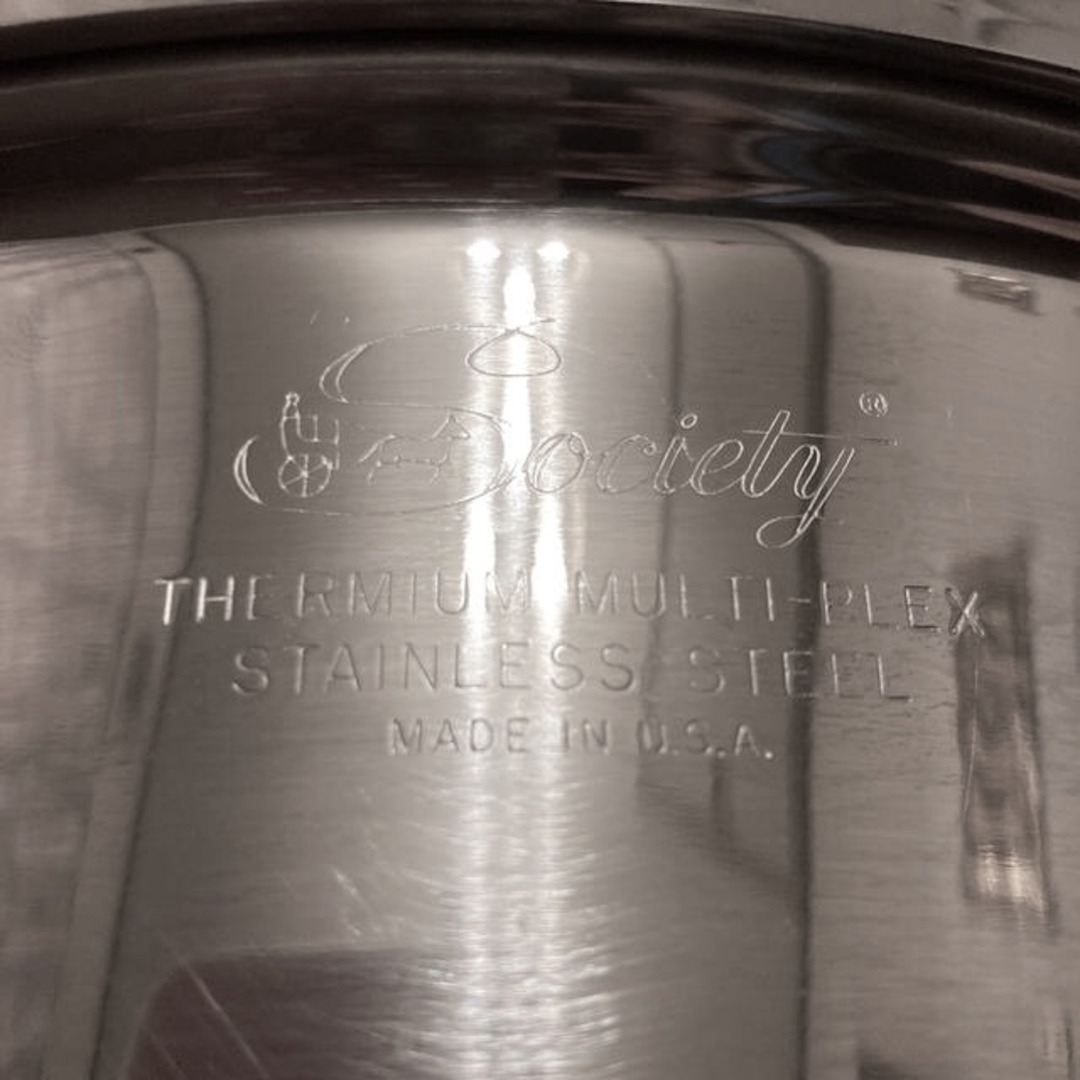 Society®
THERMIUM MULTI-PLEX
STAINLESS STEEL
MADE IN U.S.A.